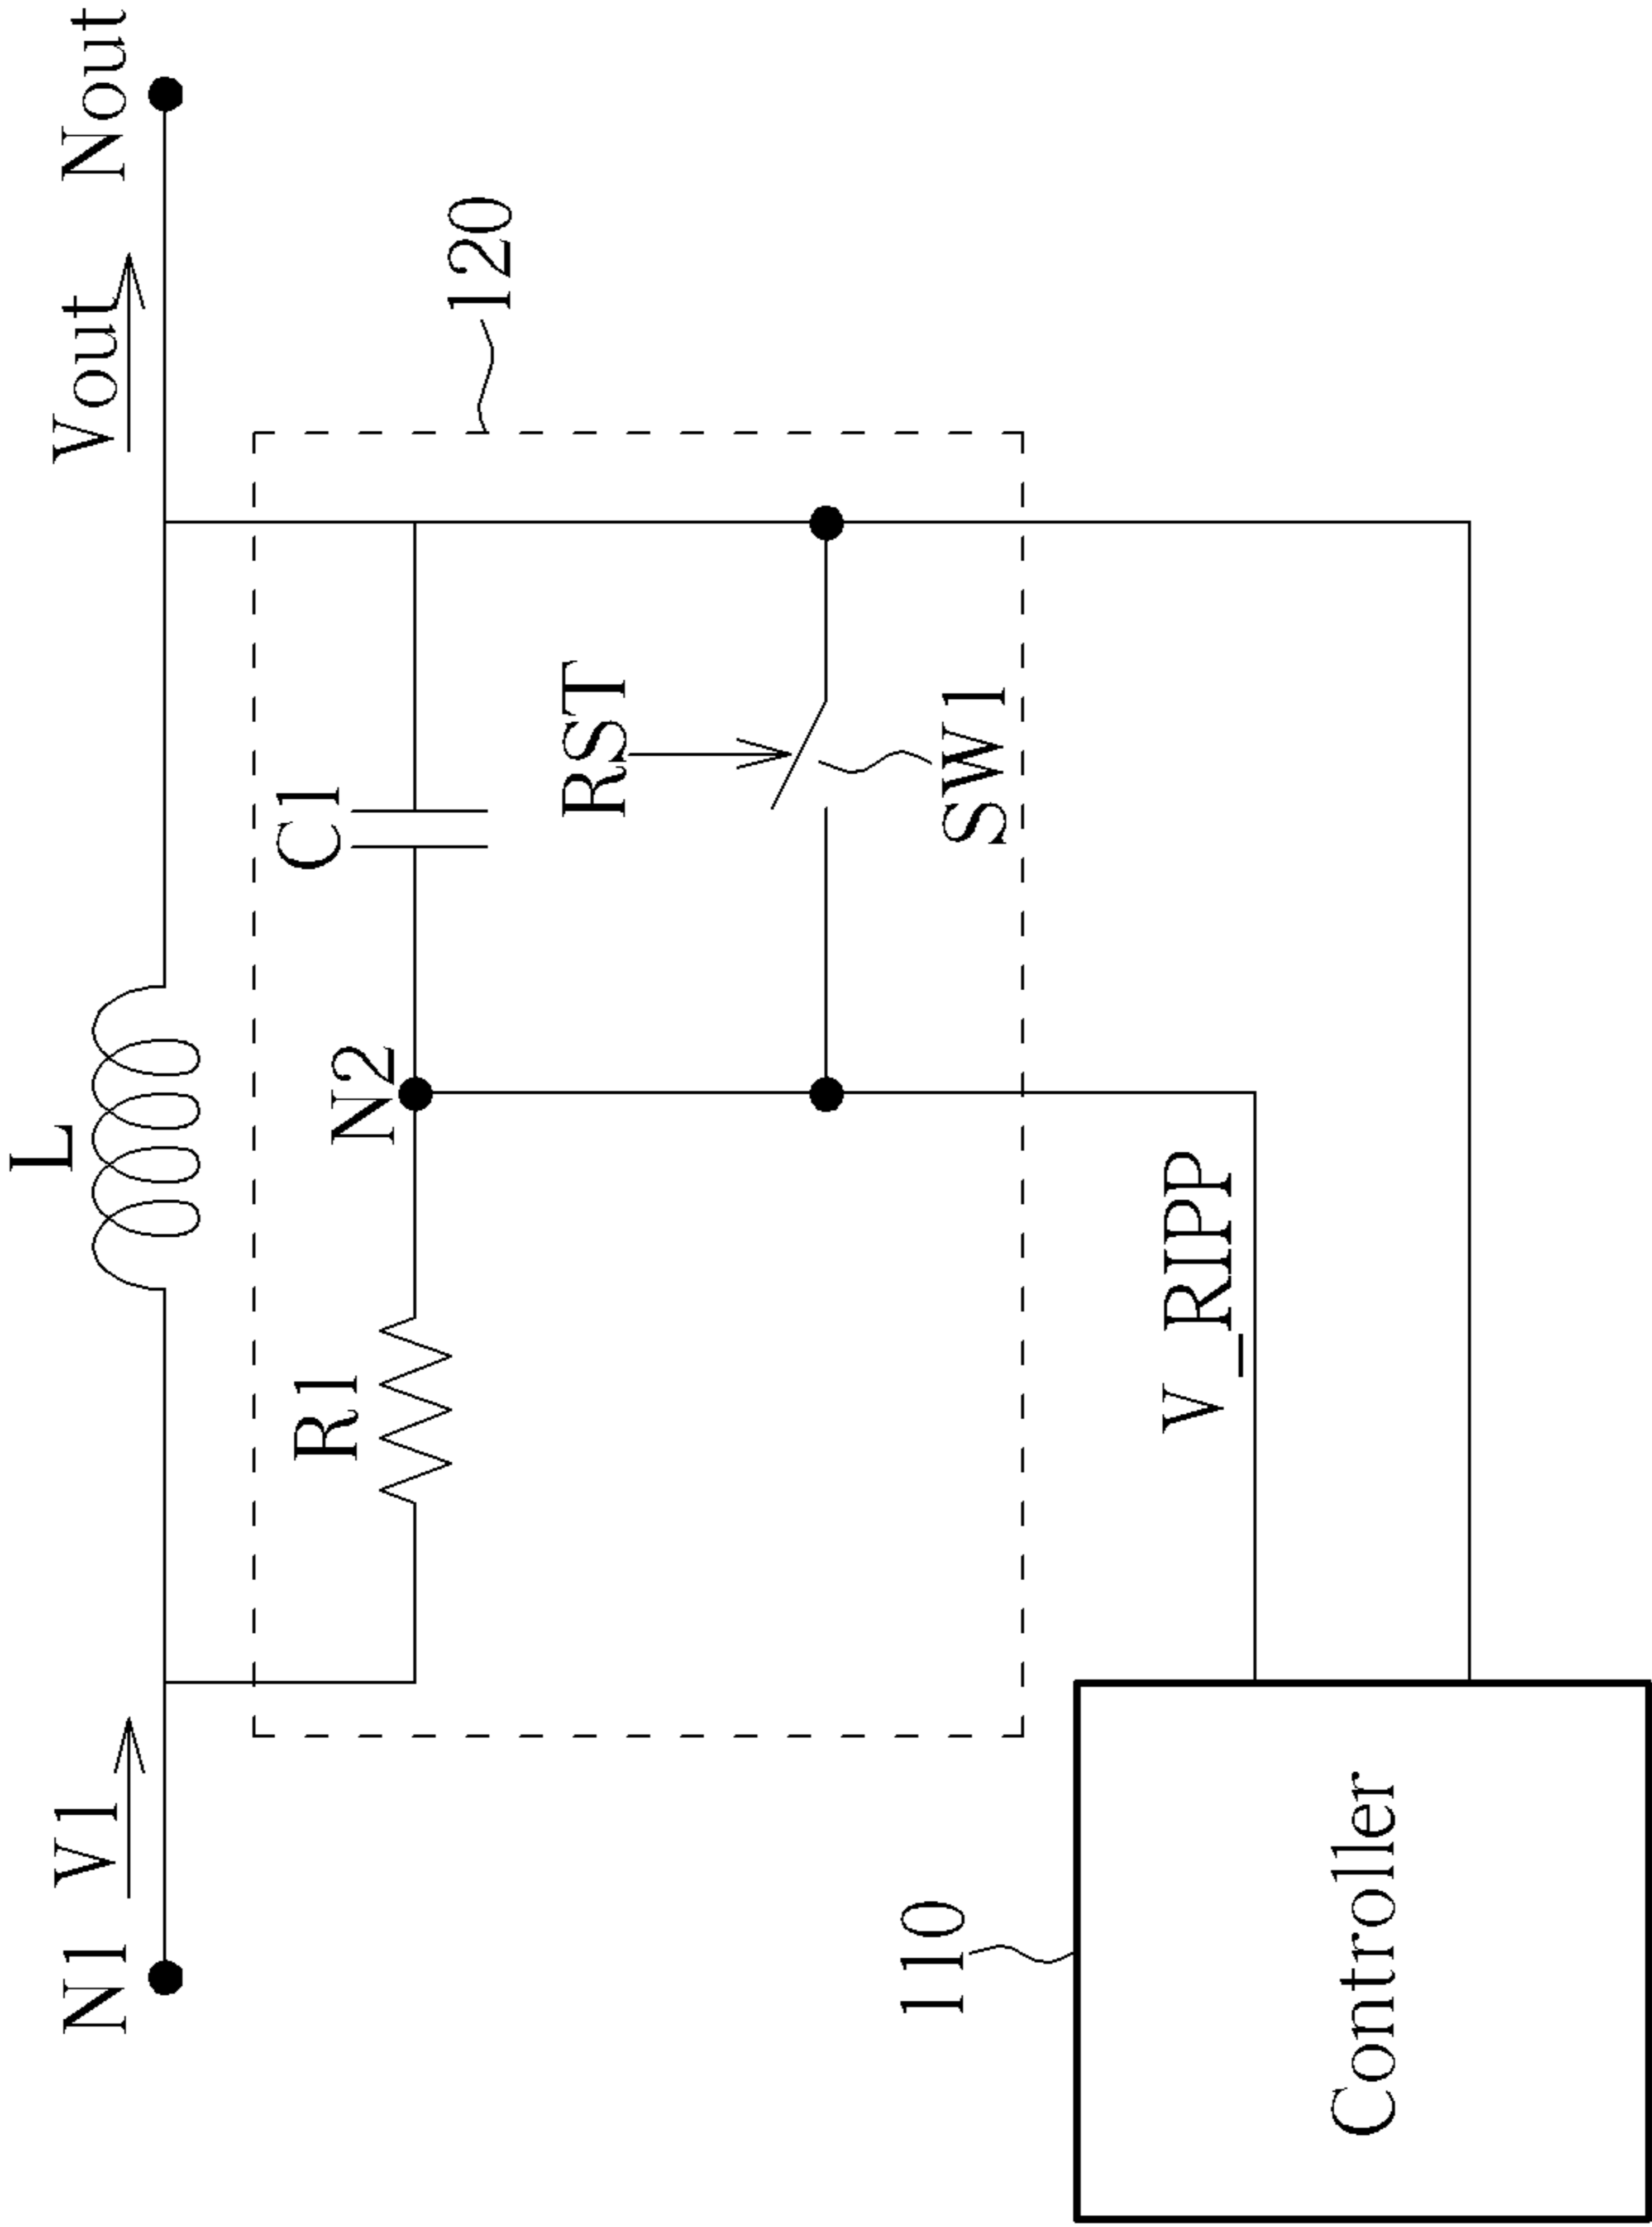 L
N1
V1
Vout
Nout
R1
N2
C1
120
RST
SW1
V_RIPP
110
Controller